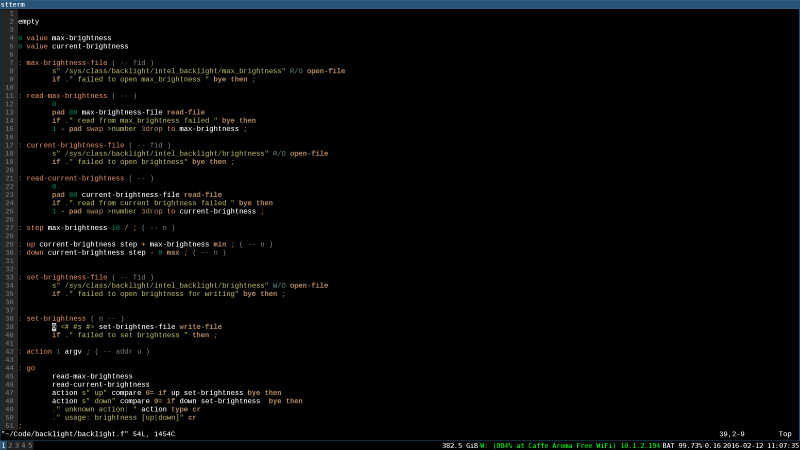 stterm
1
2 empty
3
4 0 value max-brightness
5 0 value current-brightness
6
7 : max-brightness-file ( -- fid )
8 s" /sys/class/backlight/intel_backlight/max_brightness" R/O open-file
9 if ." failed to open max_brightness " bye then ;
10
11 : read-max-brightness ( -- )
12 0.
13 pad 80 max-brightness-file read-file
14 if ." read from max_brightness failed " bye then
15 1 - pad swap >number 3drop to max-brightness ;
16
17 : current-brightness-file ( -- fid )
18 s" /sys/class/backlight/intel_backlight/brightness" R/O open-file
19 if ." failed to open brightness" bye then ;
20
21 : read-current-brightness ( -- )
22 0.
23 pad 80 current-brightness-file read-file
24 if ." read from current brightness failed " bye then
25 1 - pad swap >number 3drop to current-brightness ;
26
27 : step max-brightness 10 / ; ( -- n )
28
29 : up current-brightness step + max-brightness min ; ( -- n )
30 : down current-brightness step - 0 max ; ( -- n )
31
32
33 : set-brightness-file ( -- fid )
34 s" /sys/class/backlight/intel_backlight/brightness" W/O open-file
35 if ." failed to open brightness for writing" bye then ;
36
37
38 : set-brightness ( n -- )
39 0 <# #s #> set-brightnes-file write-file
40 if ." failed to set brightness " then ;
41
42 : action 1 argv ; ( -- addr u )
43
44 : go
45 read-max-brightness
46 read-current-brightness
47 action s" up" compare 0= if up set-brightness bye then
48 action s" down" compare 0= if down set-brightness  bye then
49 ." unknown action: " action type cr
50 ." usage: brightness [up|down]" cr
51 ;
"~/Code/backlight/backlight.f" 54L, 1454C 39,2-9 Top
1 2 3 4 5 382.5 GiB W: (084% at Caffe Aroma Free WiFi) 10.1.2.194 BAT 99.73% 0.16 2016-02-12 11:07:35